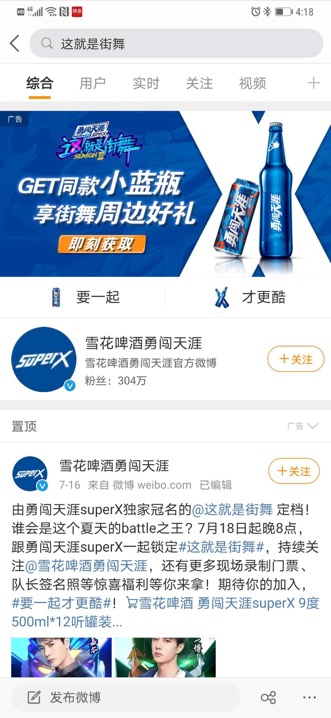 4:18
这就是街舞
综合 用户 实时 关注 视频
广告
勇闯天涯
这!就是街舞
SEASON III
GET同款小蓝瓶
享街舞周边好礼
即刻获取
勇闯天涯
勇闯天涯
要一起 才更酷
superX
雪花啤酒勇闯天涯
雪花啤酒勇闯天涯官方微博
粉丝：304万
+关注
置顶 广告
superX
雪花啤酒勇闯天涯
7-16 来自 微博 weibo.com 已编辑
+关注
由勇闯天涯superX独家冠名的@这就是街舞 定档！
谁会是这个夏天的battle之王？7月18日起晚8点，
跟勇闯天涯superX一起锁定#这就是街舞#，持续关
注@雪花啤酒勇闯天涯，还有更多现场录制门票、
队长签名照等惊喜福利等你来拿！期待你的加入，
#要一起才更酷#！雪花啤酒 勇闯天涯superX 9度
500ml*12听罐装...
发布微博